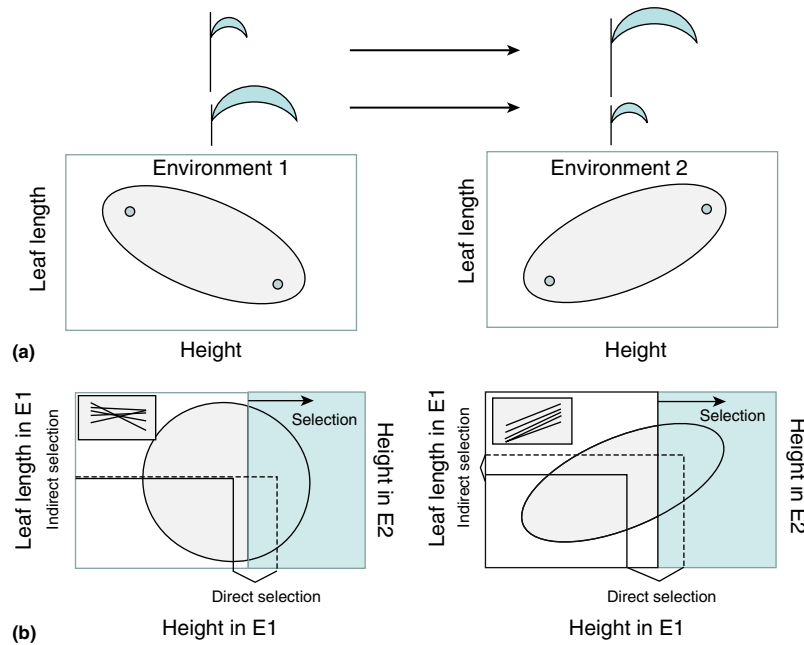 Environment 1
Environment 2
Leaf length
Leaf length
(a)
Height
Height
Leaf length in E1
Indirect selection
Selection
Height in E2
Direct selection
Leaf length in E1
Indirect selection
Selection
Height in E2
Direct selection
(b)
Height in E1
Height in E1